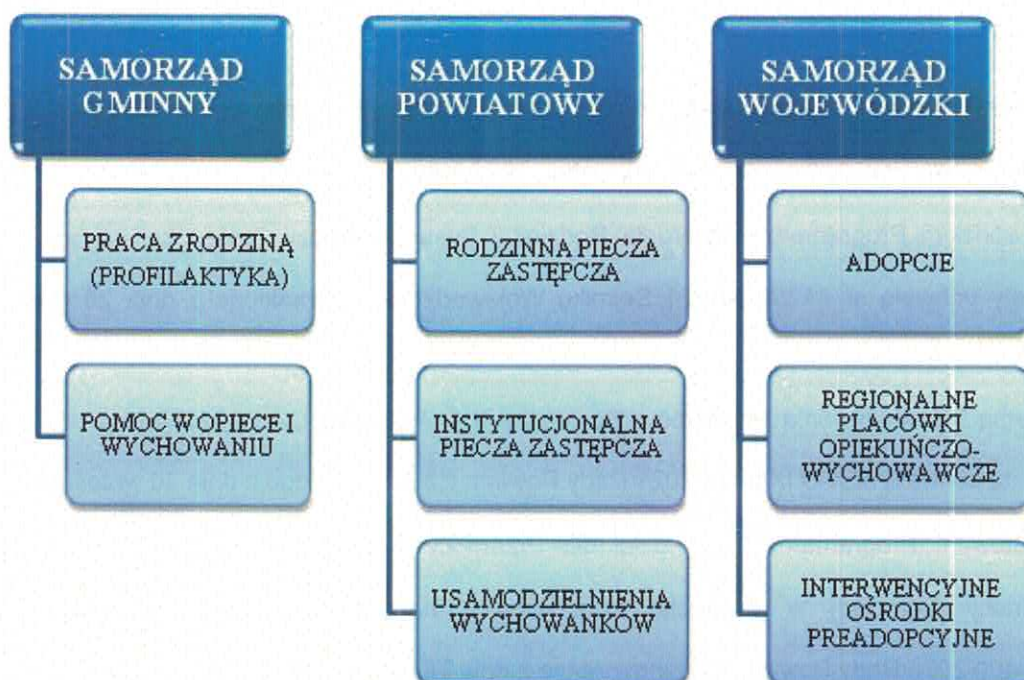 SAMORZĄD
GMINNY
PRACA Z RODZINĄ
(PROFILAKTYKA)
POMOC W OPIECE I
WYCHOWANIU
SAMORZĄD
POWIATOWY
RODZINNA PIECZA
ZASTĘPCZA
INSTYTUCJONALNA
PIECZA ZASTĘPCZA
USAMODZIELNIENIA
WYCHOWANKÓW
SAMORZĄD
WOJEWÓDZKI
ADOPCJE
REGIONALNE
PLACÓWKI
OPIEKUŃCZO-
WYCHOWAWCZE
INTERWENCYJNE
OŚRODKI
PREADOPCYJNE